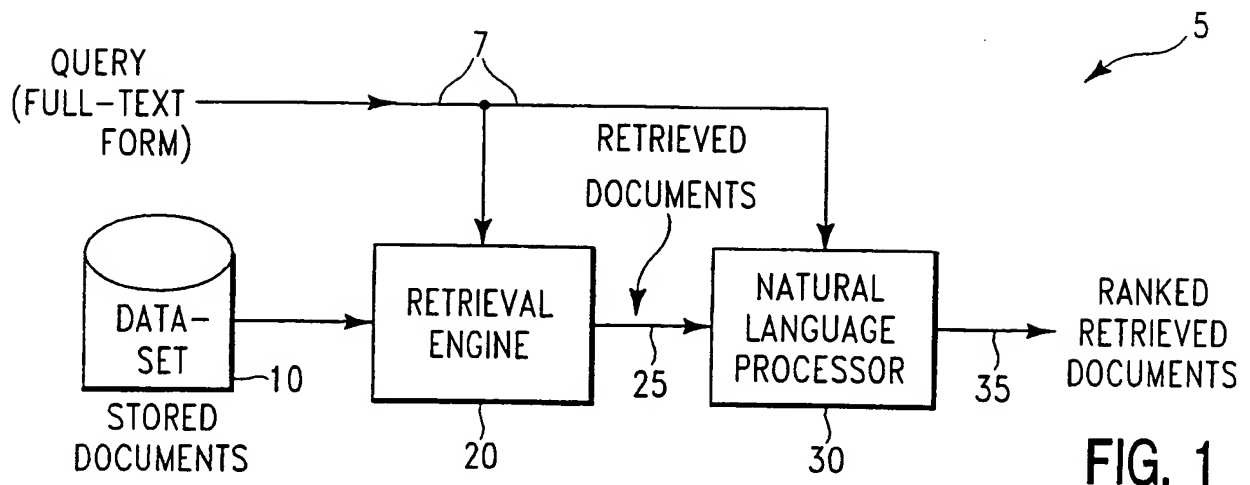 5
7
QUERY
(FULL-TEXT
FORM)
RETRIEVED
DOCUMENTS
DATA-
SET
10
STORED
DOCUMENTS
RETRIEVAL
ENGINE
20
25
NATURAL
LANGUAGE
PROCESSOR
30
35
RANKED
RETRIEVED
DOCUMENTS
FIG. 1